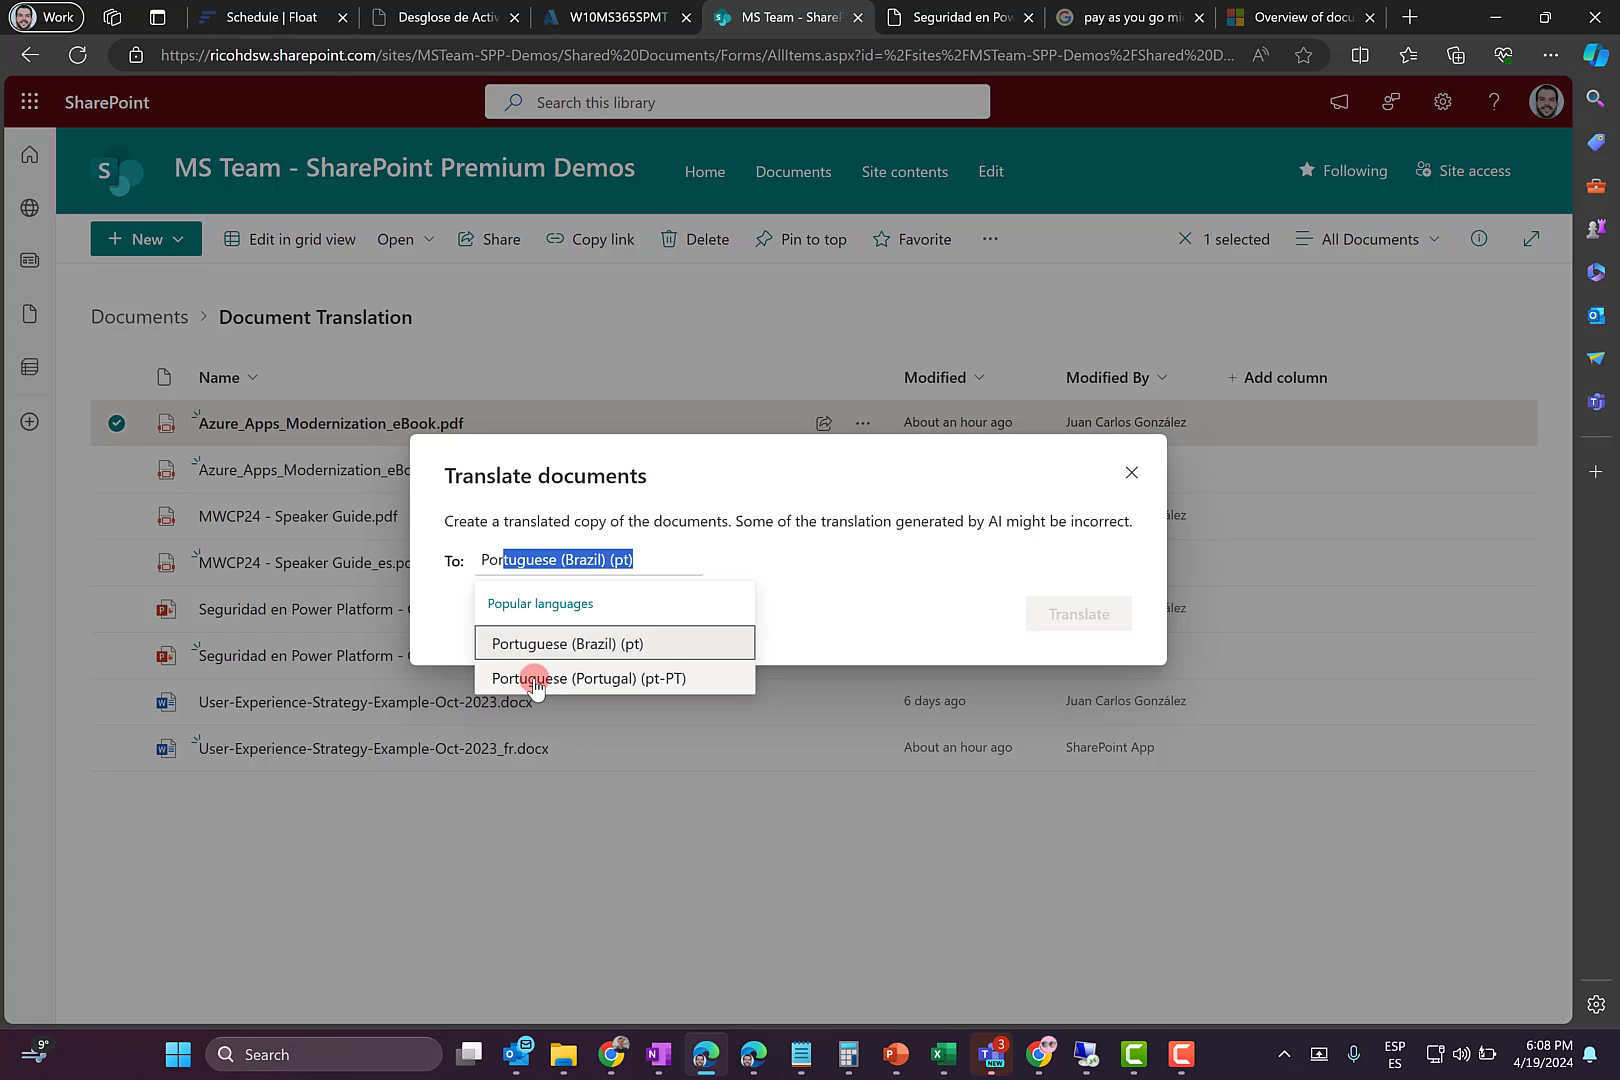 Work
Schedule | Float
Desglose de Activ
W10MS365SPMT
MS Team - ShareP
Seguridad en Pow
pay as you go mi
Overview of docu
https://ricohdsw.sharepoint.com/sites/MSTeam-SPP-Demos/Shared%20Documents/Forms/AllItems.aspx?id=%2Fsites%2FMSTeam-SPP-Demos%2FShared%20D...
SharePoint
Search this library
S
MS Team - SharePoint Premium Demos
Home
Documents
Site contents
Edit
Following
Site access
New
Edit in grid view
Open
Share
Copy link
Delete
Pin to top
Favorite
1 selected
All Documents
Documents > Document Translation
Name
Modified
Modified By
+ Add column
Azure_Apps_Modernization_eBook.pdf
About an hour ago
Juan Carlos González
Azure_Apps_Modernization_eBo
MWCP24 - Speaker Guide.pdf
MWCP24 - Speaker Guide_es.pd
Seguridad en Power Platform -
Seguridad en Power Platform -
User-Experience-Strategy-Example-Oct-2023.docx
6 days ago
Juan Carlos González
User-Experience-Strategy-Example-Oct-2023_fr.docx
About an hour ago
SharePoint App
Translate documents
Create a translated copy of the documents. Some of the translation generated by AI might be incorrect.
To: Portuguese (Brazil) (pt)
Popular languages
Portuguese (Brazil) (pt)
Portuguese (Portugal) (pt-PT)
Translate
9°
Search
3
NEW
ESP
ES
6:08 PM
4/19/2024